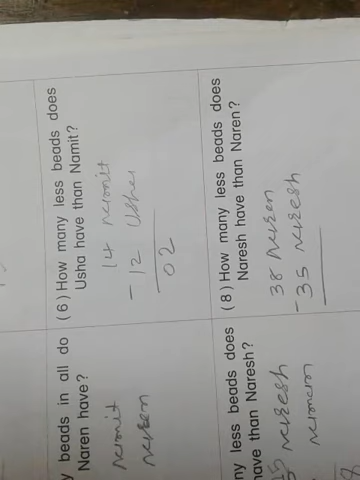 (6) How many less beads does
Usha have than Namit?
14 Namit
- 12 Usha
02
(8) How many less beads does
Naresh have than Naren?
38 Naren
- 35 Naresh
y beads in all do
Naren have?
Namit
Naren
ny less beads does
have than Naresh?
35 Naresh